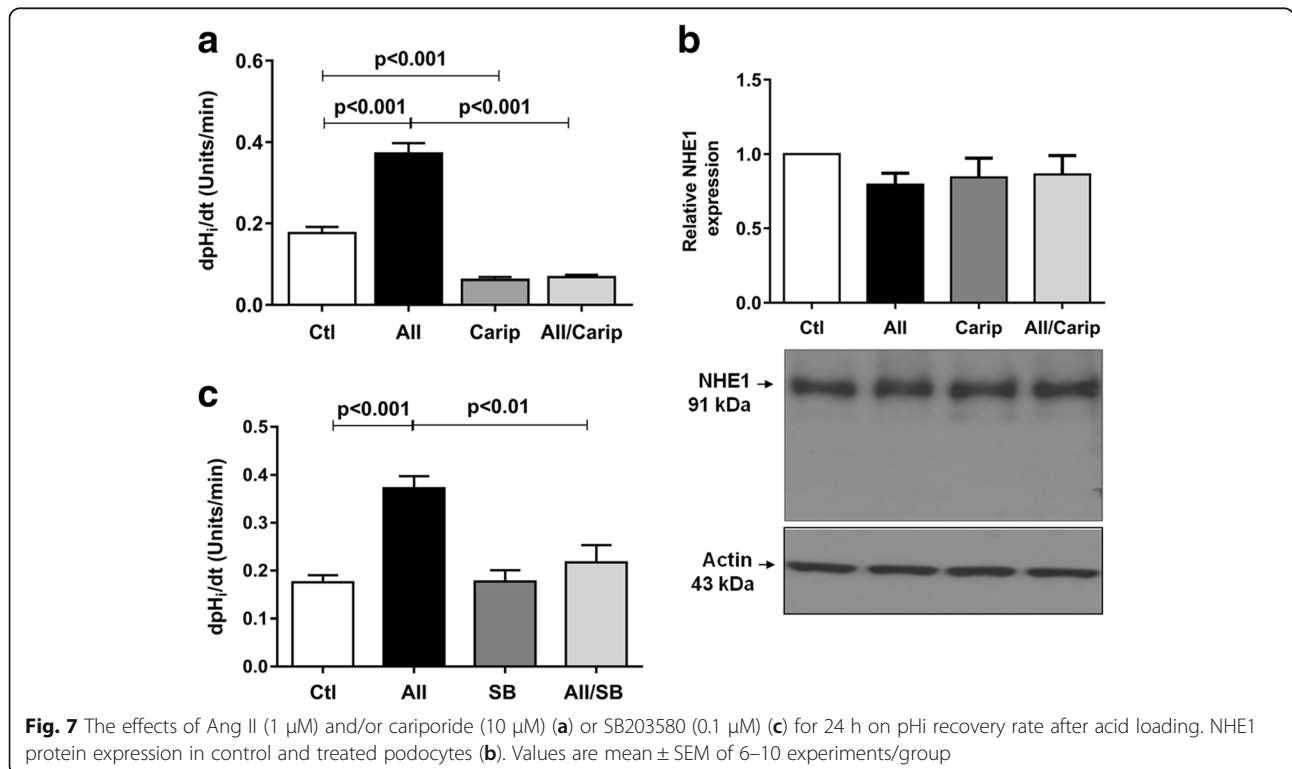 a
0.6
0.4
0.2
0.0
dpHi/dt (Units/min)
p<0.001
p<0.001
p<0.001
Ctl
AII
Carip
AII/Carip
b
1.5
1.0
0.5
0.0
Relative NHE1
expression
Ctl
AII
Carip
AII/Carip
NHE1
91 kDa
Actin
43 kDa
c
0.5
0.4
0.3
0.2
0.1
0.0
dpHi/dt (Units/min)
p<0.001
p<0.01
Ctl
AII
SB
AII/SB
Fig. 7 The effects of Ang II (1 μM) and/or cariporide (10 μM) (a) or SB203580 (0.1 μM) (c) for 24 h on pHi recovery rate after acid loading. NHE1
protein expression in control and treated podocytes (b). Values are mean ± SEM of 6–10 experiments/group